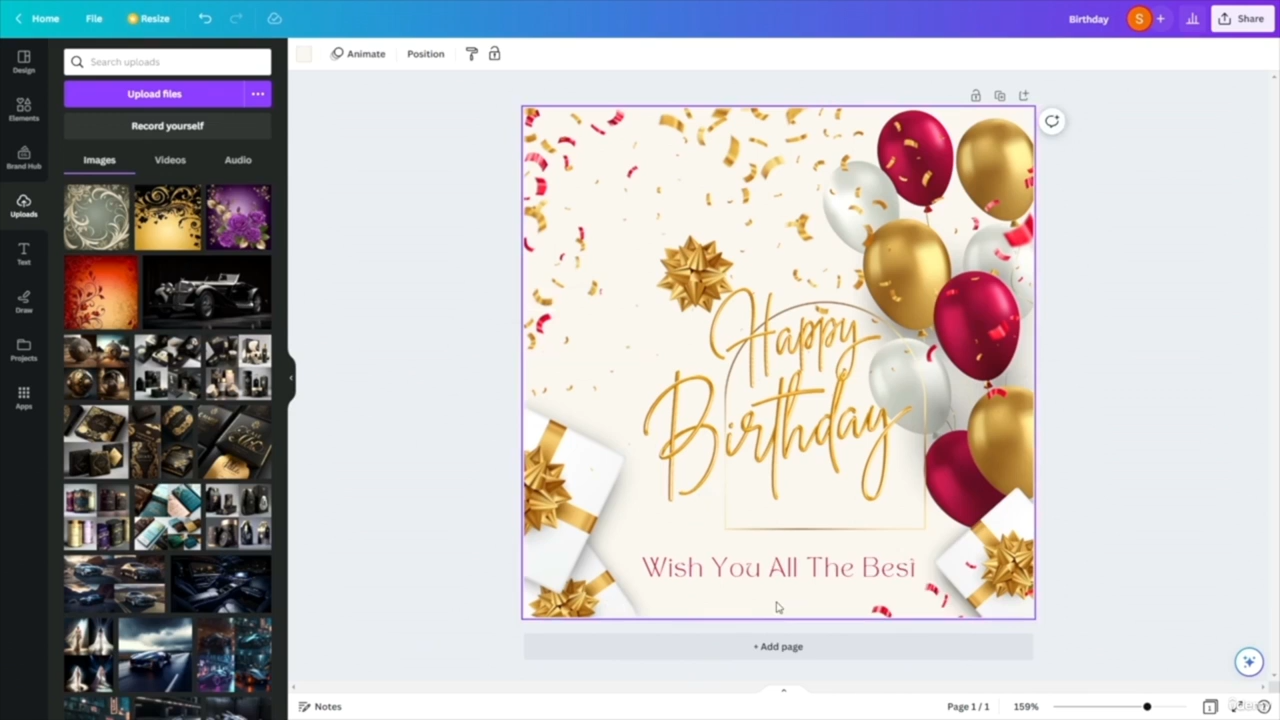 Home File Resize Birthday S + Share
Design
Elements
Brand Hub
Uploads
Text
Draw
Projects
Apps
Search uploads
Upload files
Record yourself
Images Videos Audio
Animate Position
Happy
Birthday
Wish You All The Best
+ Add page
Notes Page 1 / 1 159% 1 ?